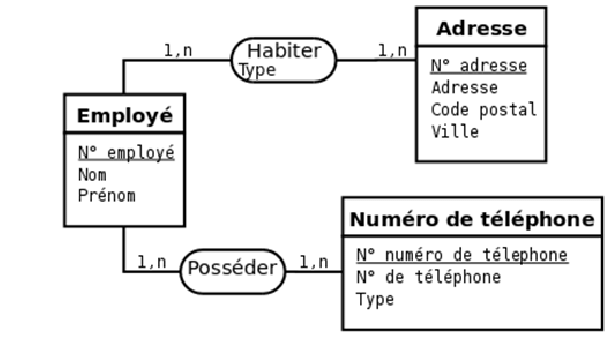 Adresse
1,n
Habiter
1,n
Type
N° adresse
Adresse
Code postal
Ville
Employé
N° employé
Nom
Prénom
Numéro de téléphone
1,n
Posséder
1,n
N° numéro de télephone
N° de téléphone
Type